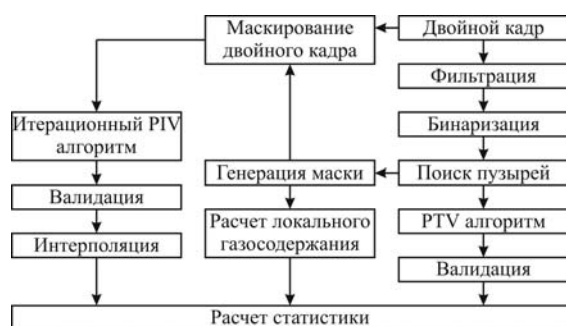 Маскирование
двойного кадра
Двойной кадр
Фильтрация
Итерационный PIV
алгоритм
Бинаризация
Генерация маски
Поиск пузырей
Валидация
Расчет локального
газосодержания
PTV алгоритм
Интерполяция
Валидация
Расчет статистики